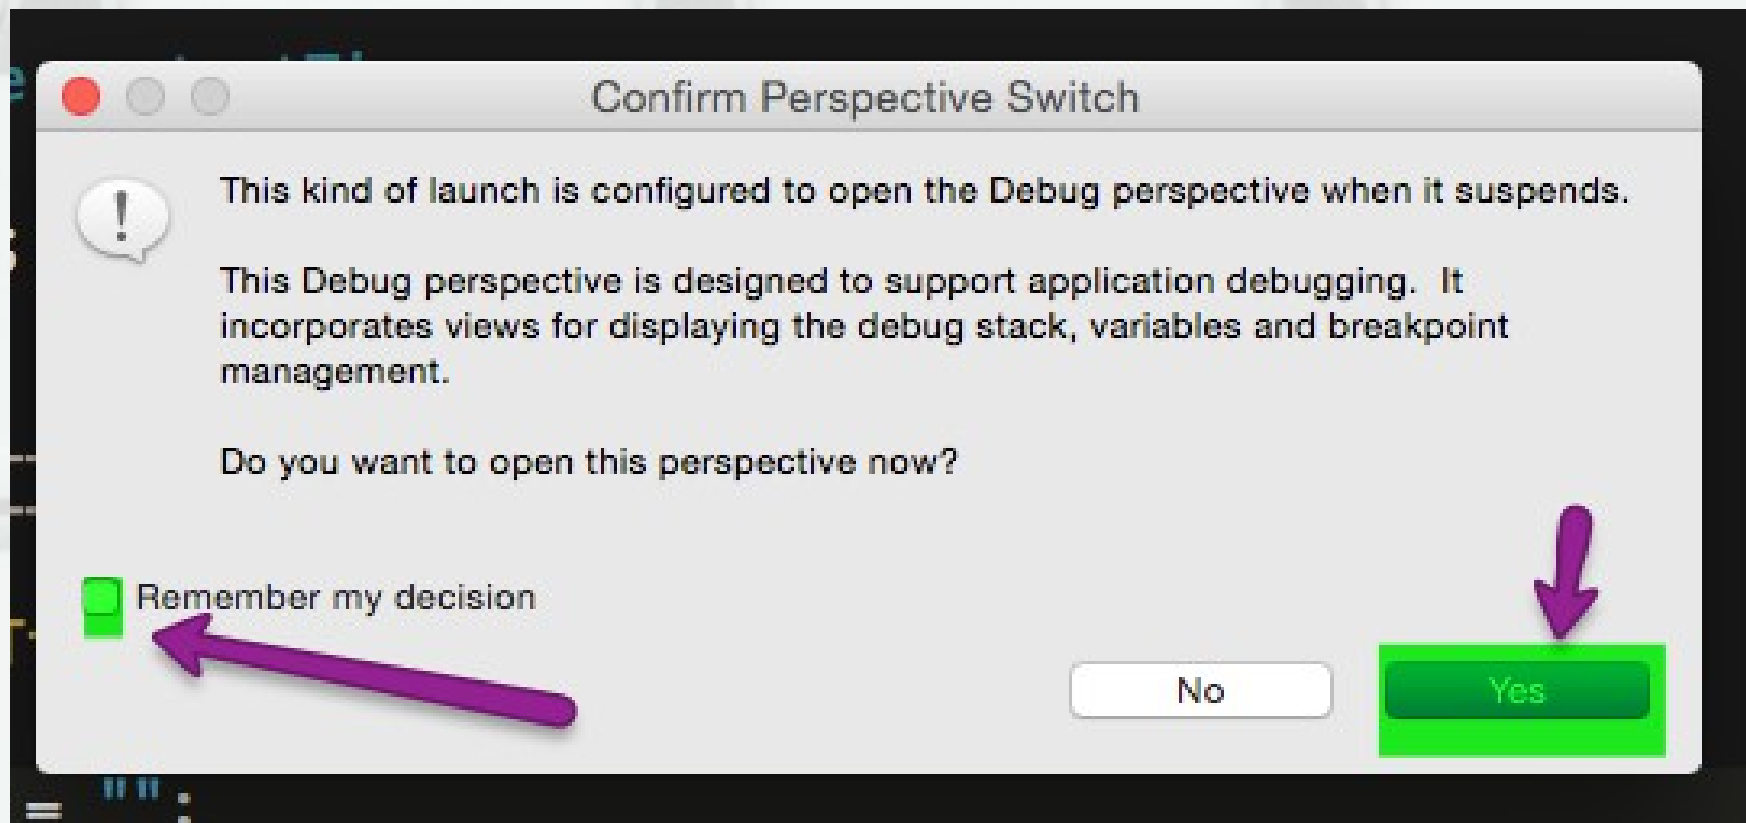 Confirm Perspective Switch
This kind of launch is configured to open the Debug perspective when it suspends.
This Debug perspective is designed to support application debugging.  It
incorporates views for displaying the debug stack, variables and breakpoint
management.
Do you want to open this perspective now?
Remember my decision
No
Yes
= "";